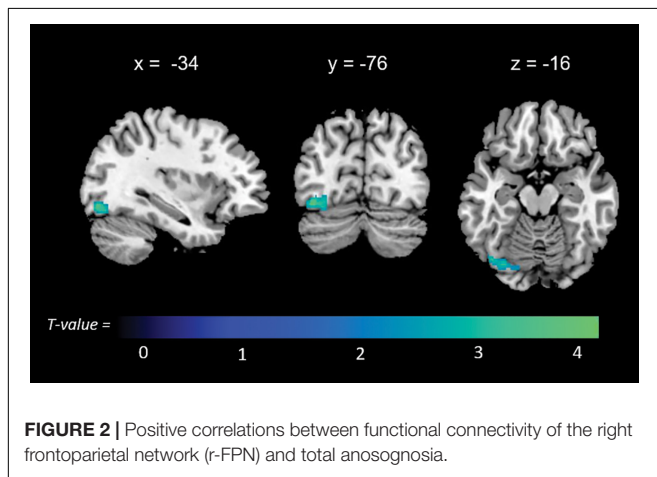 x = -34 y = -76 z = -16
T-value =
0 1 2 3 4
FIGURE 2 | Positive correlations between functional connectivity of the right
frontoparietal network (r-FPN) and total anosognosia.